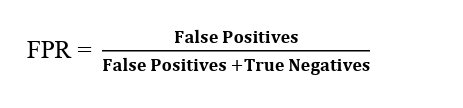 FPR = False Positives
False Positives +True Negatives